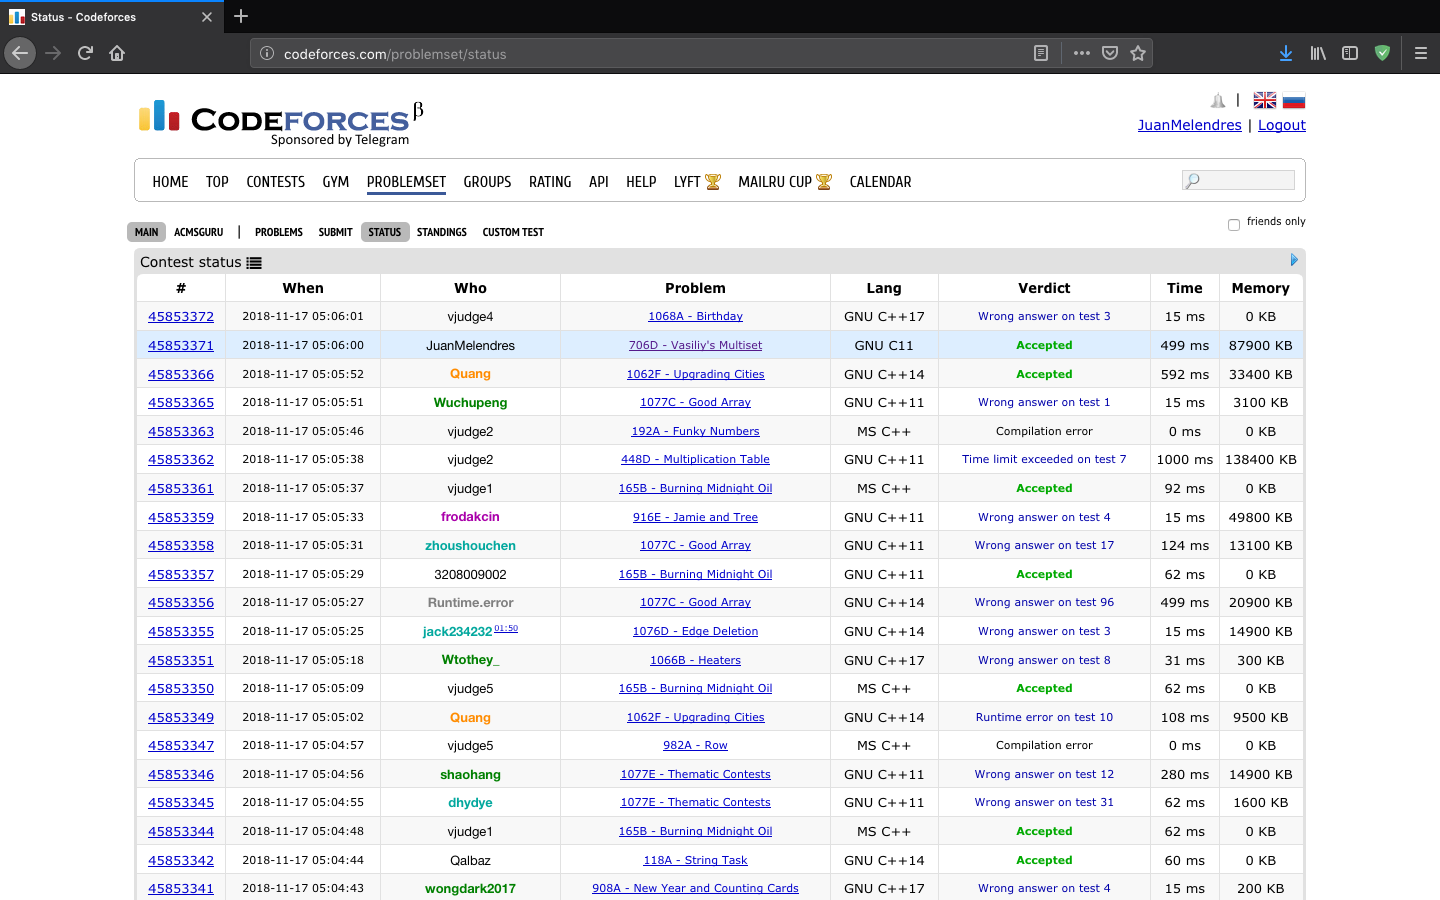 Status - Codeforces
codeforces.com/problemset/status
CODEFORCES β
Sponsored by Telegram
|
JuanMelendres | Logout
HOME TOP CONTESTS GYM PROBLEMSET GROUPS RATING API HELP LYFT MAILRU CUP CALENDAR
friends only
MAIN ACMSGURU | PROBLEMS SUBMIT STATUS STANDINGS CUSTOM TEST
Contest status
# When Who Problem Lang Verdict Time Memory
45853372 2018-11-17 05:06:01 vjudge4 1068A - Birthday GNU C++17 Wrong answer on test 3 15 ms 0 KB
45853371 2018-11-17 05:06:00 JuanMelendres 706D - Vasiliy's Multiset GNU C11 Accepted 499 ms 87900 KB
45853366 2018-11-17 05:05:52 Quang 1062F - Upgrading Cities GNU C++14 Accepted 592 ms 33400 KB
45853365 2018-11-17 05:05:51 Wuchupeng 1077C - Good Array GNU C++11 Wrong answer on test 1 15 ms 3100 KB
45853363 2018-11-17 05:05:46 vjudge2 192A - Funky Numbers MS C++ Compilation error 0 ms 0 KB
45853362 2018-11-17 05:05:38 vjudge2 448D - Multiplication Table GNU C++11 Time limit exceeded on test 7 1000 ms 138400 KB
45853361 2018-11-17 05:05:37 vjudge1 165B - Burning Midnight Oil MS C++ Accepted 92 ms 0 KB
45853359 2018-11-17 05:05:33 frodakcin 916E - Jamie and Tree GNU C++11 Wrong answer on test 4 15 ms 49800 KB
45853358 2018-11-17 05:05:31 zhoushouchen 1077C - Good Array GNU C++11 Wrong answer on test 17 124 ms 13100 KB
45853357 2018-11-17 05:05:29 3208009002 165B - Burning Midnight Oil GNU C++11 Accepted 62 ms 0 KB
45853356 2018-11-17 05:05:27 Runtime.error 1077C - Good Array GNU C++14 Wrong answer on test 96 499 ms 20900 KB
45853355 2018-11-17 05:05:25 jack234232 01:50 1076D - Edge Deletion GNU C++14 Wrong answer on test 3 15 ms 14900 KB
45853351 2018-11-17 05:05:18 Wtothey_ 1066B - Heaters GNU C++17 Wrong answer on test 8 31 ms 300 KB
45853350 2018-11-17 05:05:09 vjudge5 165B - Burning Midnight Oil MS C++ Accepted 62 ms 0 KB
45853349 2018-11-17 05:05:02 Quang 1062F - Upgrading Cities GNU C++14 Runtime error on test 10 108 ms 9500 KB
45853347 2018-11-17 05:04:57 vjudge5 982A - Row MS C++ Compilation error 0 ms 0 KB
45853346 2018-11-17 05:04:56 shaohang 1077E - Thematic Contests GNU C++11 Wrong answer on test 12 280 ms 14900 KB
45853345 2018-11-17 05:04:55 dhydye 1077E - Thematic Contests GNU C++11 Wrong answer on test 31 62 ms 1600 KB
45853344 2018-11-17 05:04:48 vjudge1 165B - Burning Midnight Oil MS C++ Accepted 62 ms 0 KB
45853342 2018-11-17 05:04:44 Qalbaz 118A - String Task GNU C++14 Accepted 60 ms 0 KB
45853341 2018-11-17 05:04:43 wongdark2017 908A - New Year and Counting Cards GNU C++17 Wrong answer on test 4 15 ms 200 KB